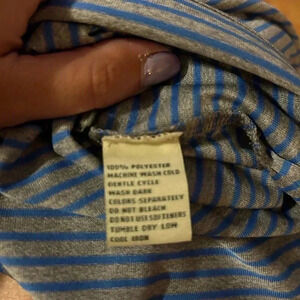 100% POLYESTER
MACHINE WASH COLD
GENTLE CYCLE
WASH DARK
COLORS SEPARATELY
DO NOT BLEACH
DO NOT USE SOFTENERS
TUMBLE DRY LOW
COOL IRON